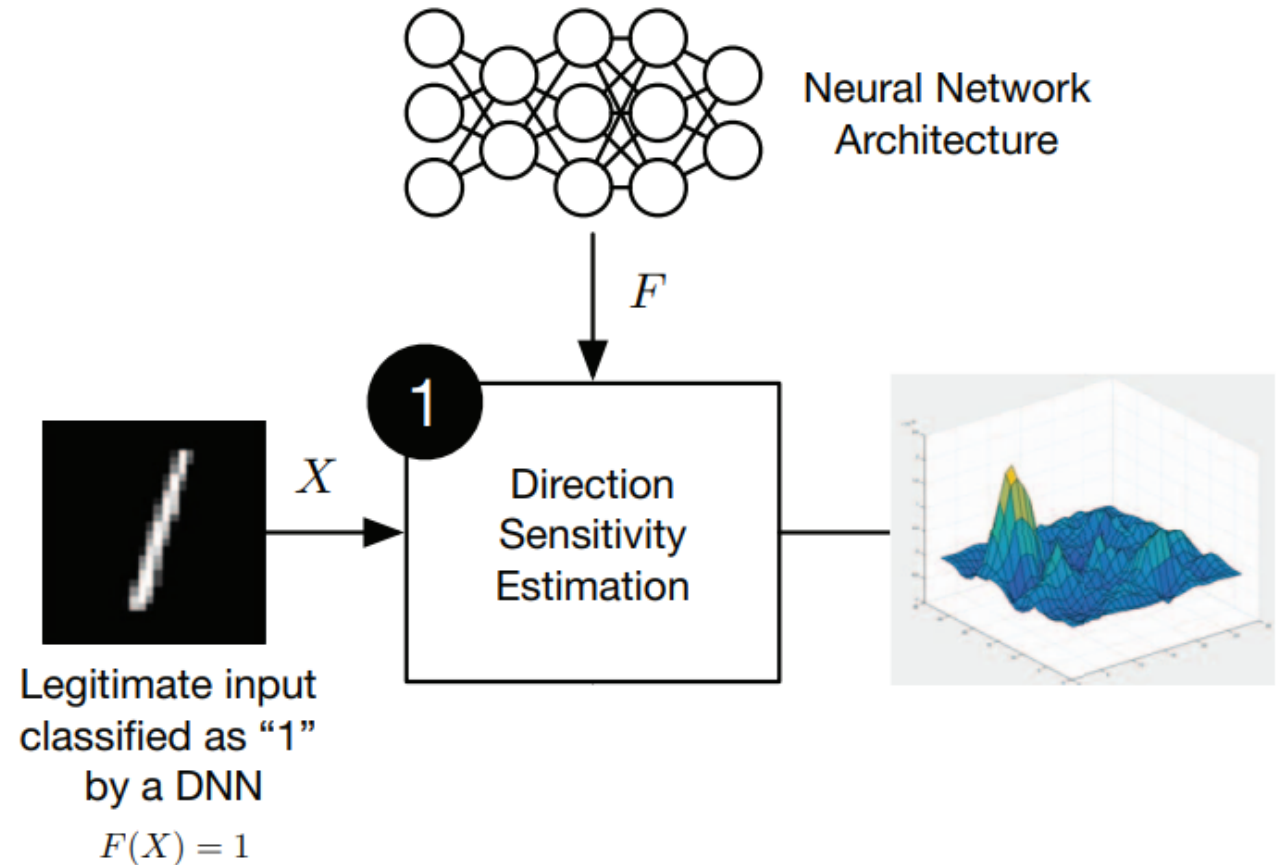 Neural Network
Architecture
F
1
X
Direction
Sensitivity
Estimation
Legitimate input
classified as “1”
by a DNN
F(X) = 1